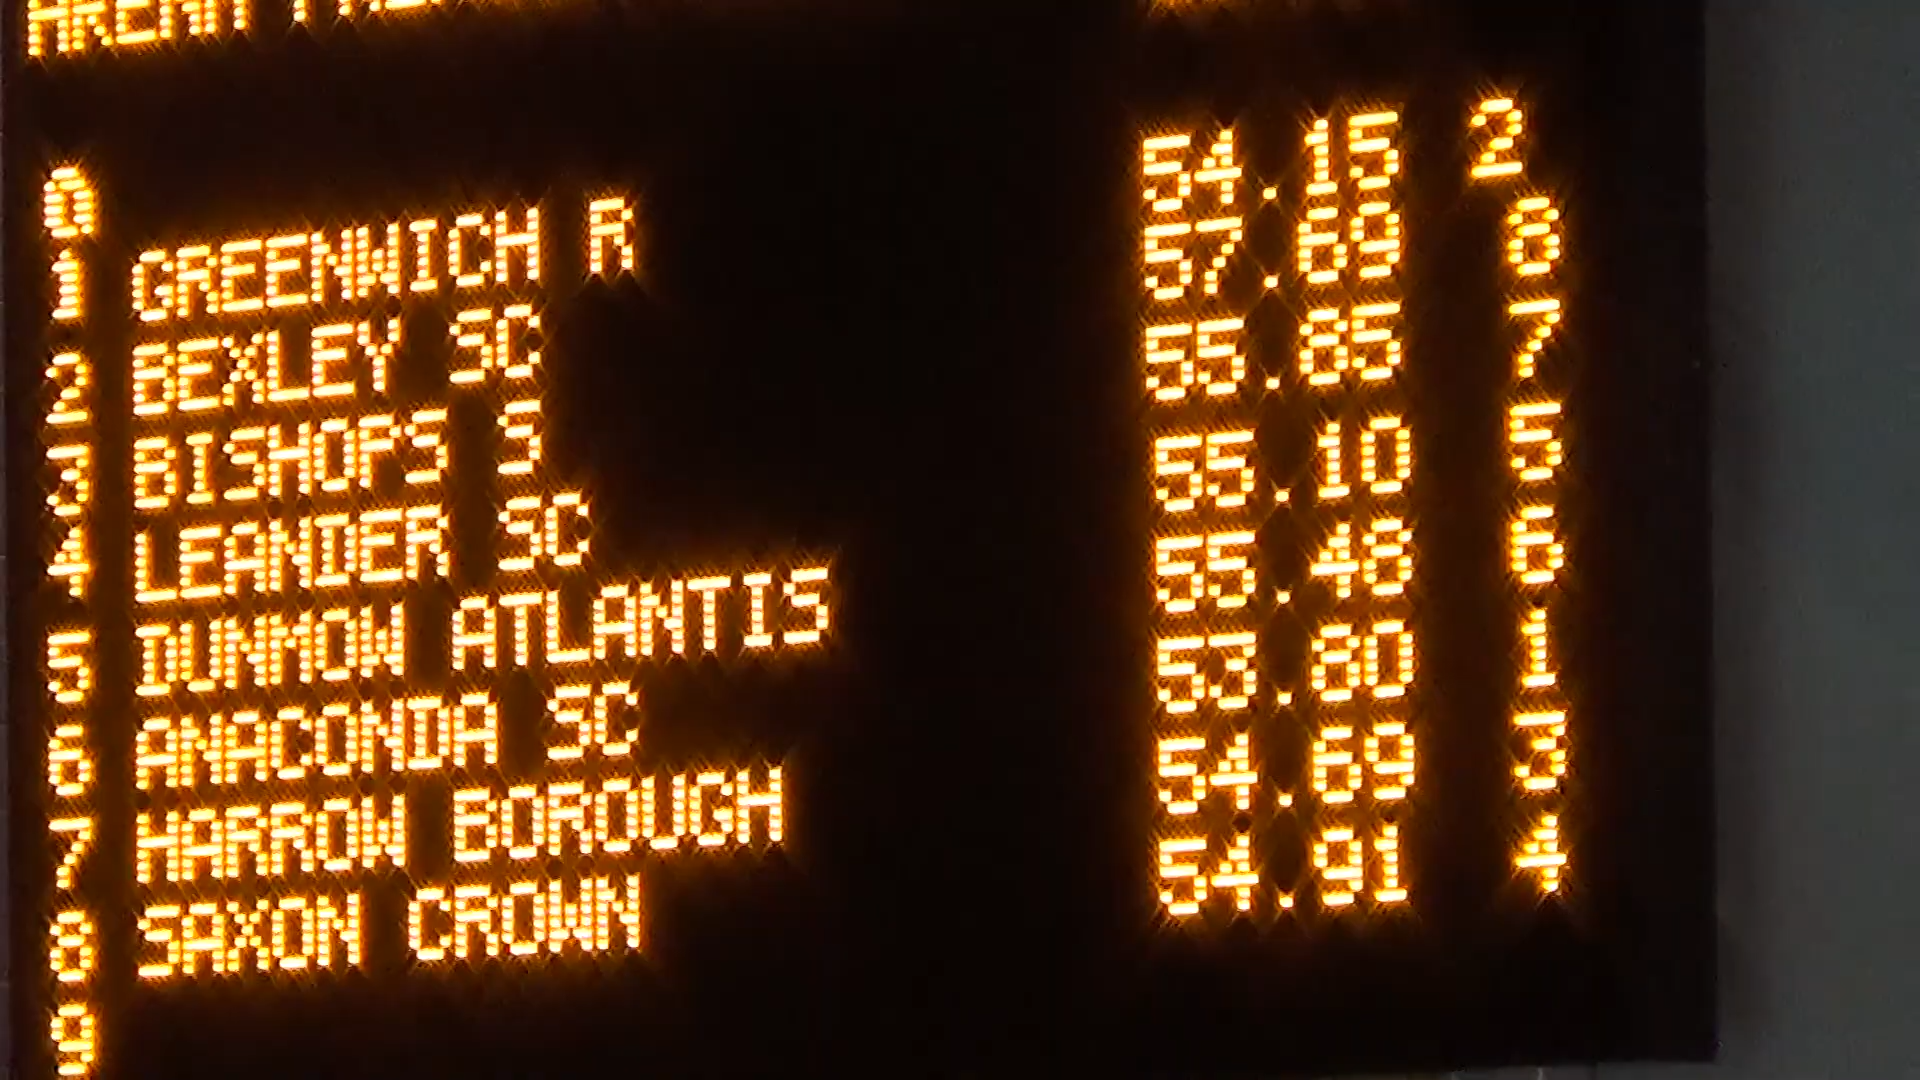 0
1 GREENWICH R 54.15 2
2 BEXLEY SC 57.69 8
3 BISHOPS S 55.85 7
4 LEANDER SC 55.10 5
5 DUNMOW ATLANTIS 55.48 6
6 ANACONDA SC 53.80 1
7 HARROW BOROUGH 54.69 3
8 SAXON CROWN 54.91 4
9